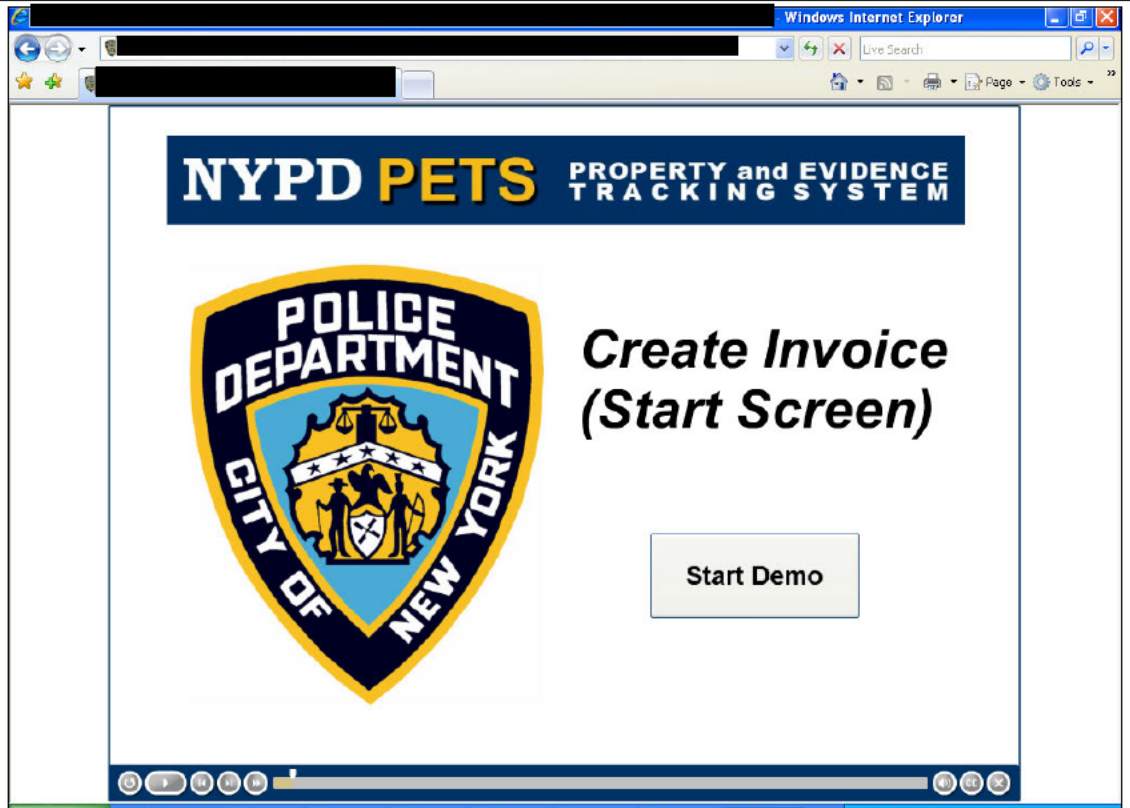 - Windows Internet Explorer
Live Search
Page
Tools
NYPD PETS PROPERTY and EVIDENCE
TRACKING SYSTEM
POLICE
DEPARTMENT
CITY OF
NEW YORK
Create Invoice
(Start Screen)
Start Demo
CC